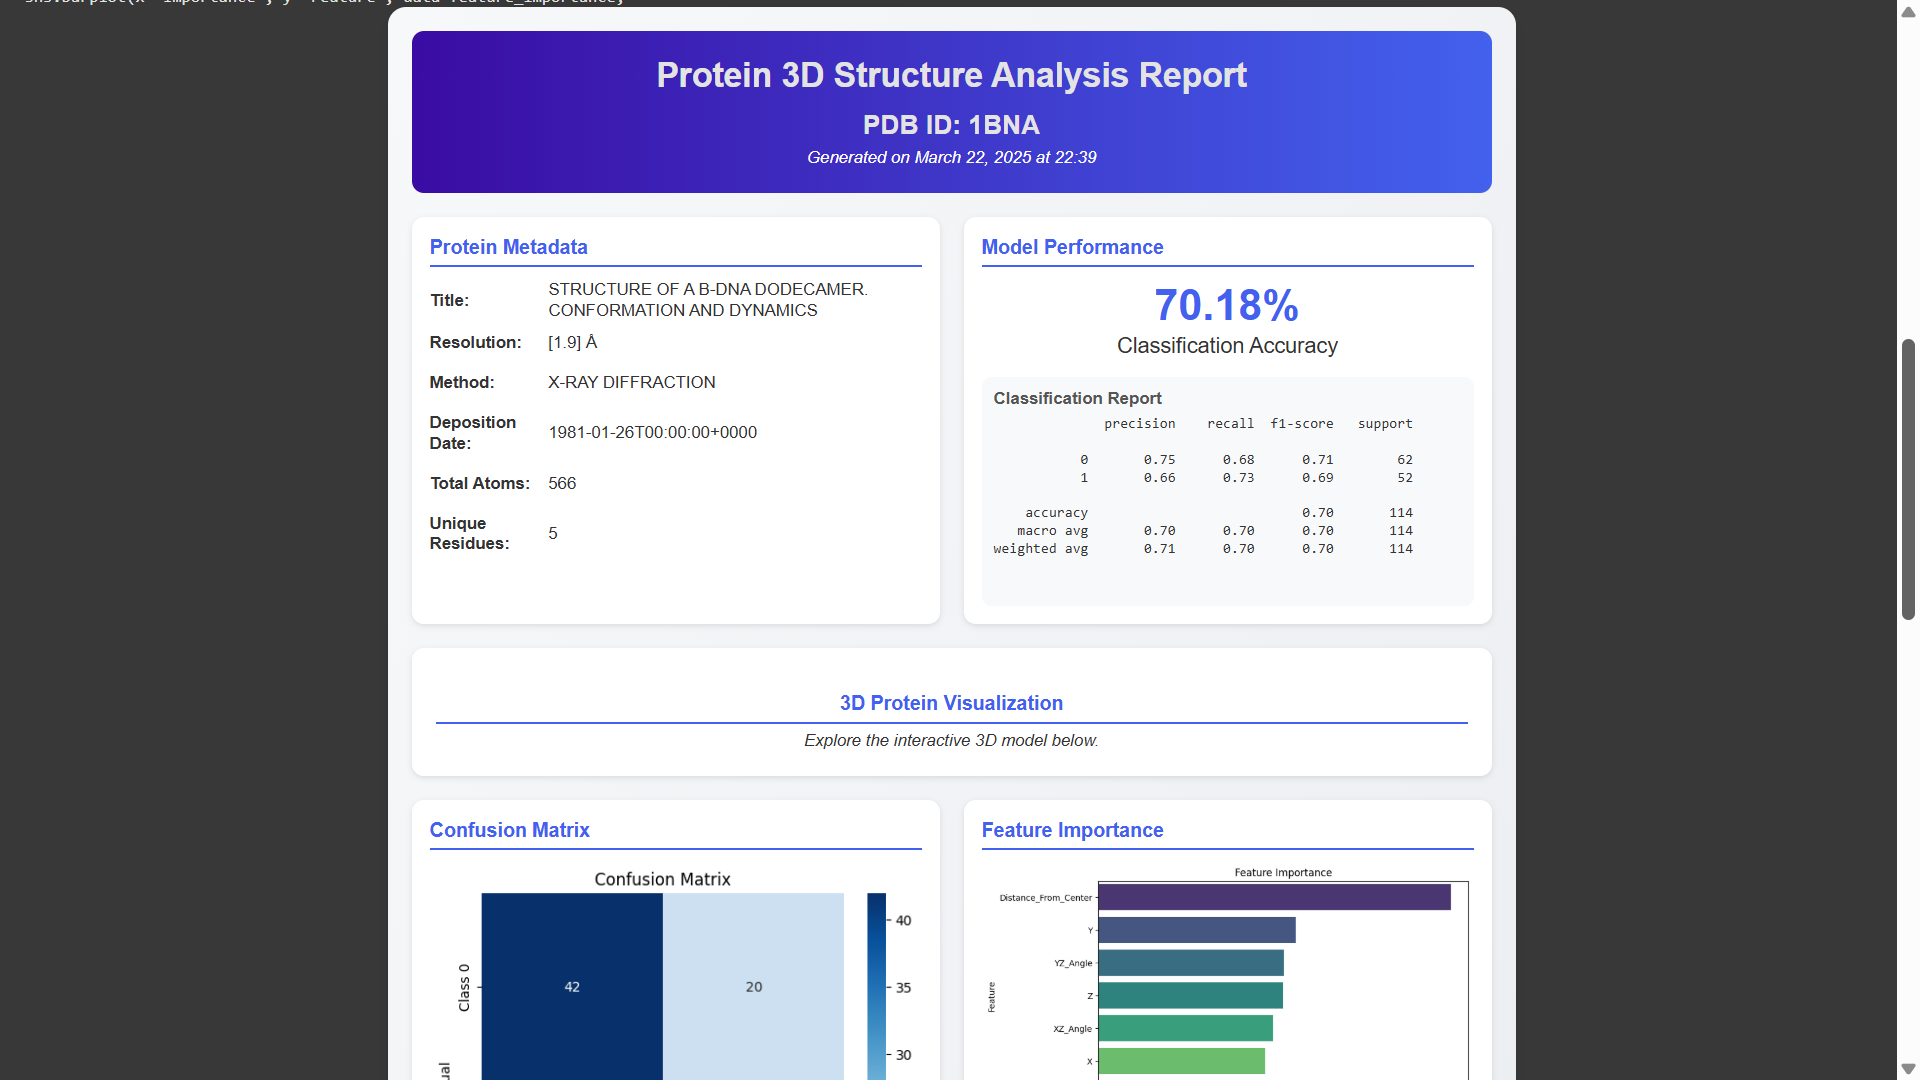 Protein 3D Structure Analysis Report
PDB ID: 1BNA
Generated on March 22, 2025 at 22:39
Protein Metadata
Title: STRUCTURE OF A B-DNA DODECAMER.
CONFORMATION AND DYNAMICS
Resolution: [1.9] Å
Method: X-RAY DIFFRACTION
Deposition
Date: 1981-01-26T00:00:00+0000
Total Atoms: 566
Unique
Residues: 5
Model Performance
70.18%
Classification Accuracy
Classification Report
precision recall f1-score support
0 0.75 0.68 0.71 62
1 0.66 0.73 0.69 52
accuracy 0.70 114
macro avg 0.70 0.70 0.70 114
weighted avg 0.71 0.70 0.70 114
3D Protein Visualization
Explore the interactive 3D model below.
Confusion Matrix
Confusion Matrix
Class 0
42 20
40
35
30
Feature Importance
Feature Importance
Feature
Distance_From_Center
Y
YZ_Angle
Z
XZ_Angle
X